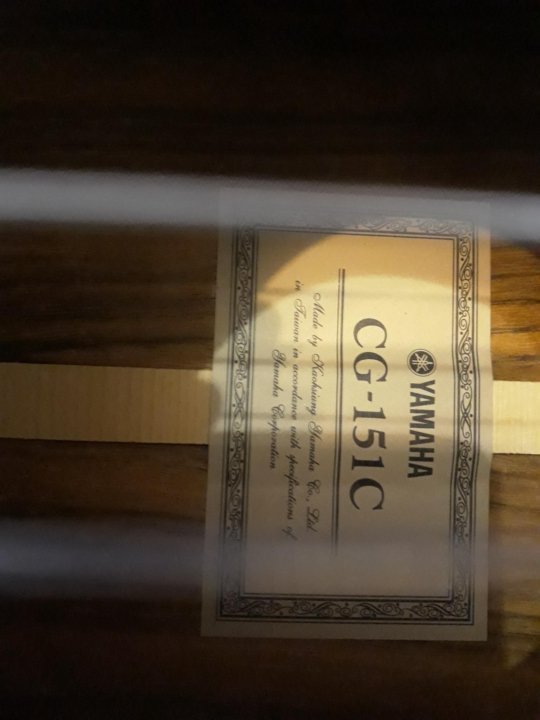 YAMAHA
CG-151C
Made by Kaohsiung Yamaha Co., Ltd.
in Taiwan in accordance with specifications of
Yamaha Corporation